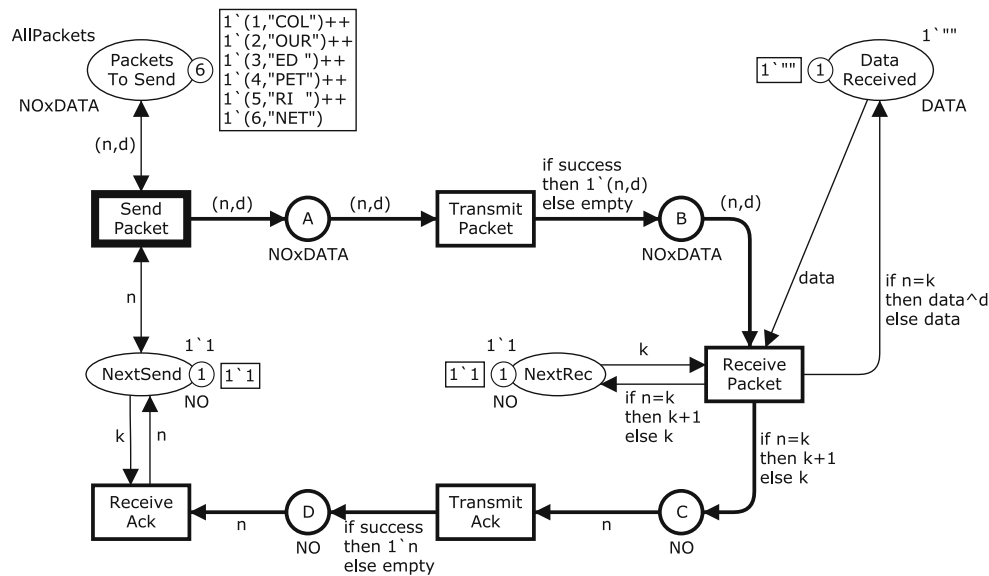 AllPackets
Packets
To Send
6
NOxDATA
1`(1,"COL")++
1`(2,"OUR")++
1`(3,"ED ")++
1`(4,"PET")++
1`(5,"RI  ")++
1`(6,"NET")
1`""
1`""
1
Data
Received
DATA
(n,d)
Send
Packet
(n,d)
A
NOxDATA
(n,d)
Transmit
Packet
if success
then 1`(n,d)
else empty
B
NOxDATA
(n,d)
data
if n=k
then data^d
else data
n
1`1
NextSend
1
1`1
NO
1`1
1`1
1
NextRec
NO
k
if n=k
then k+1
else k
Receive
Packet
k
n
if n=k
then k+1
else k
Receive
Ack
n
D
NO
if success
then 1`n
else empty
Transmit
Ack
n
C
NO